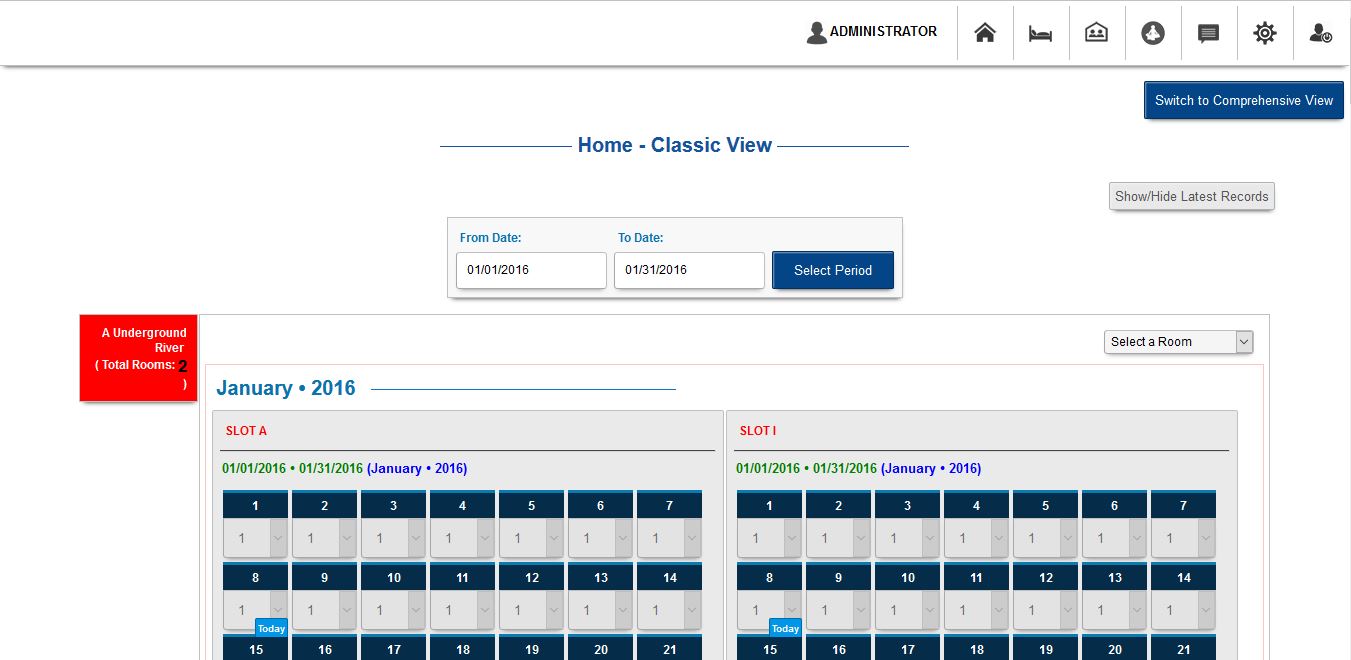 ADMINISTRATOR
Switch to Comprehensive View
Home - Classic View
Show/Hide Latest Records
From Date: To Date:
01/01/2016 01/31/2016 Select Period
A Underground
River
( Total Rooms: 2
)
Select a Room
January • 2016
SLOT A
01/01/2016 • 01/31/2016 (January • 2016)
1 2 3 4 5 6 7
1 1 1 1 1 1 1
8 9 10 11 12 13 14
1 1 1 1 1 1 1
Today
15 16 17 18 19 20 21
SLOT I
01/01/2016 • 01/31/2016 (January • 2016)
1 2 3 4 5 6 7
1 1 1 1 1 1 1
8 9 10 11 12 13 14
1 1 1 1 1 1 1
Today
15 16 17 18 19 20 21